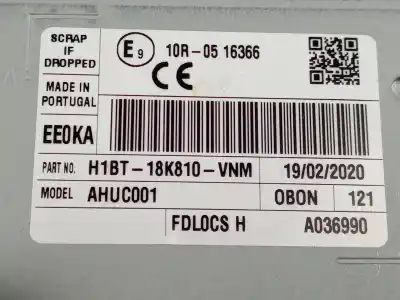 SCRAP
IF
DROPPED
E9
10R-05 16366
CE
MADE IN
PORTUGAL
EE0KA
PART NO. H1BT-18K810-VNM 19/02/2020
MODEL AHUC001 OBON 121
FDLOCS H A036990